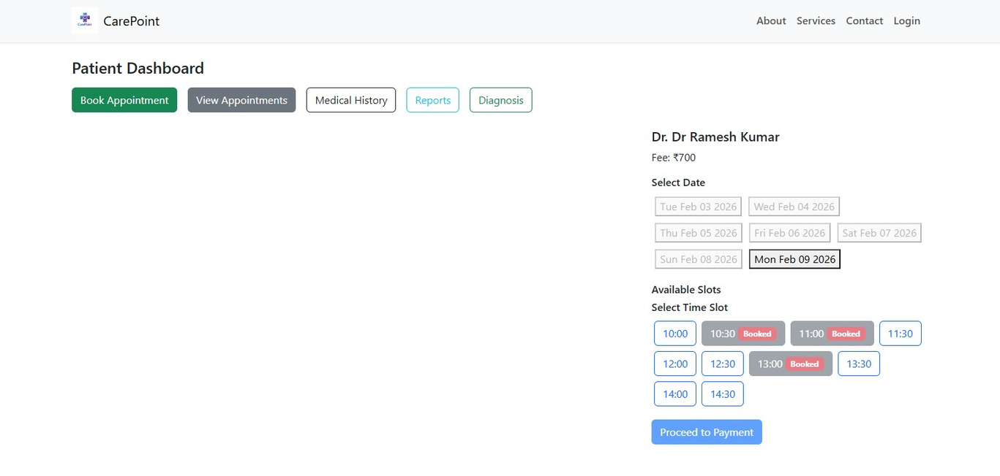 CarePoint
CarePoint
About Services Contact Login
Patient Dashboard
Book Appointment View Appointments Medical History Reports Diagnosis
Dr. Dr Ramesh Kumar
Fee: ₹700
Select Date
Tue Feb 03 2026 Wed Feb 04 2026
Thu Feb 05 2026 Fri Feb 06 2026 Sat Feb 07 2026
Sun Feb 08 2026 Mon Feb 09 2026
Available Slots
Select Time Slot
10:00 10:30 Booked 11:00 Booked 11:30
12:00 12:30 13:00 Booked 13:30
14:00 14:30
Proceed to Payment